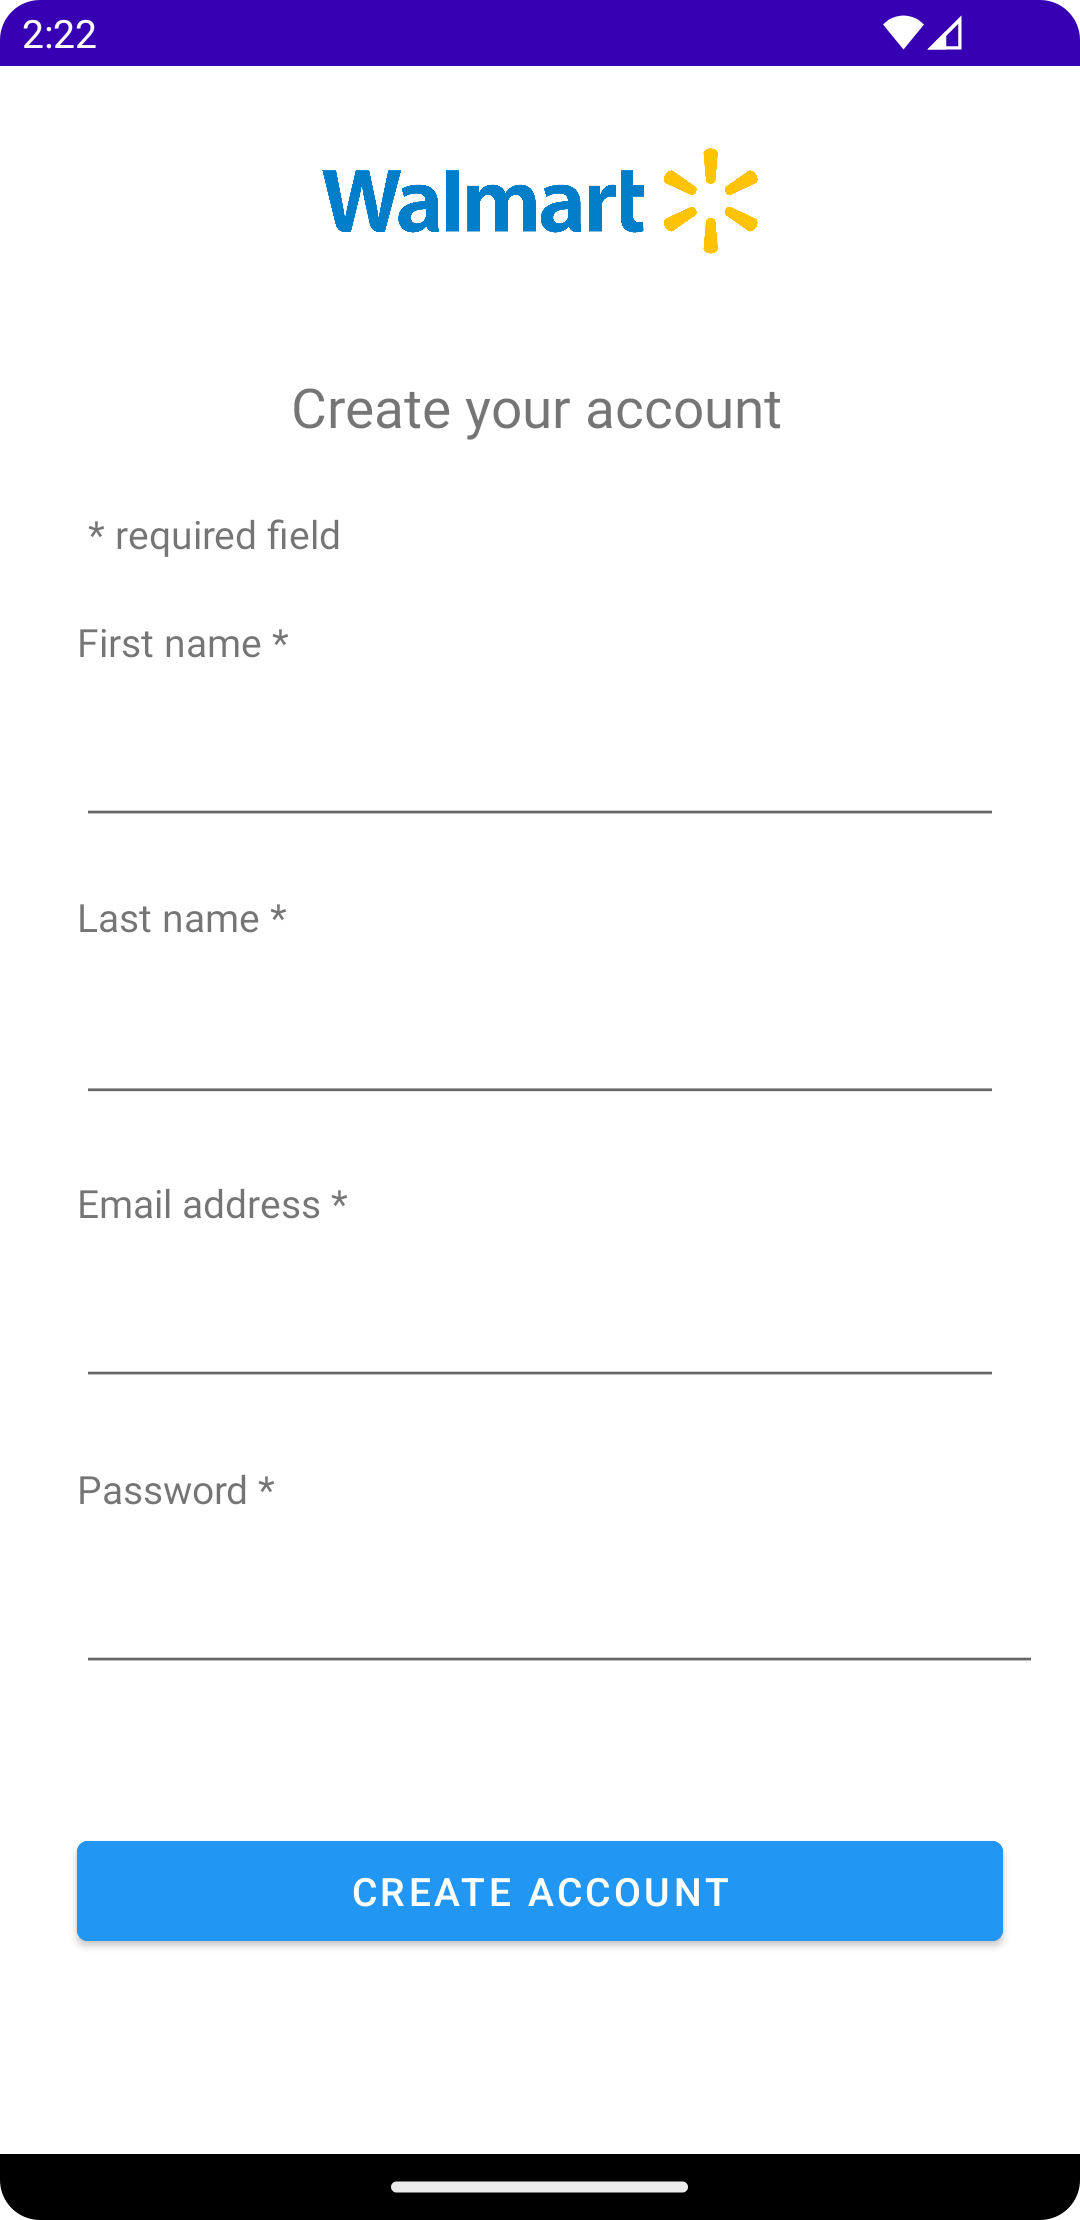 2:22
Walmart
Create your account
* required field
First name *
Last name *
Email address *
Password *
CREATE ACCOUNT